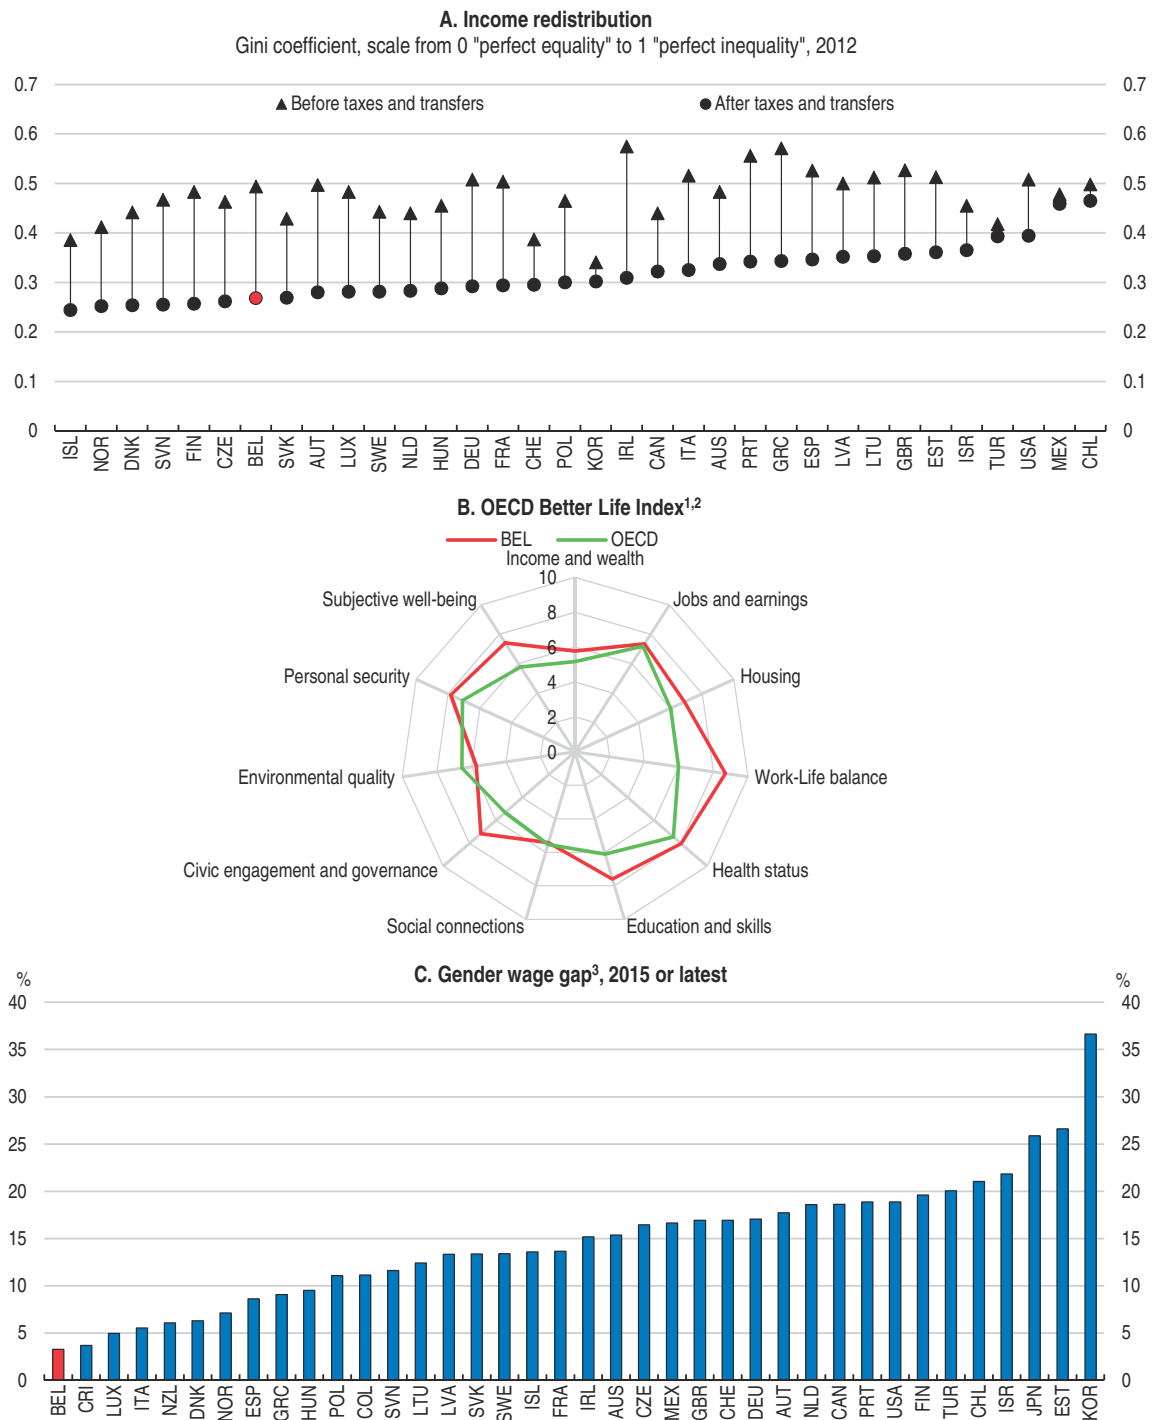 A. Income redistribution
Gini coefficient, scale from 0 "perfect equality" to 1 "perfect inequality", 2012
0.7 0.7
▲ Before taxes and transfers ● After taxes and transfers
0.6 0.6
0.5 0.5
0.4 0.4
0.3 0.3
0.2 0.2
0.1 0.1
0 0
ISL NOR DNK SVN FIN CZE BEL SVK AUT LUX SWE NLD HUN DEU FRA CHE POL KOR IRL CAN ITA AUS PRT GRC ESP LVA LTU GBR EST ISR TUR USA MEX CHL
B. OECD Better Life Index1,2
BEL OECD
Income and wealth
10
Subjective well-being 8 Jobs and earnings
6
Personal security 4 Housing
2
0
Environmental quality Work-Life balance
Civic engagement and governance Health status
Social connections Education and skills
C. Gender wage gap3, 2015 or latest
% %
40 40
35 35
30 30
25 25
20 20
15 15
10 10
5 5
0 0
BEL CRI LUX ITA NZL DNK NOR ESP GRC HUN POL COL SVN LTU LVA SVK SWE ISL FRA IRL AUS CZE MEX GBR CHE DEU AUT NLD CAN PRT USA FIN TUR CHL ISR JPN EST KOR